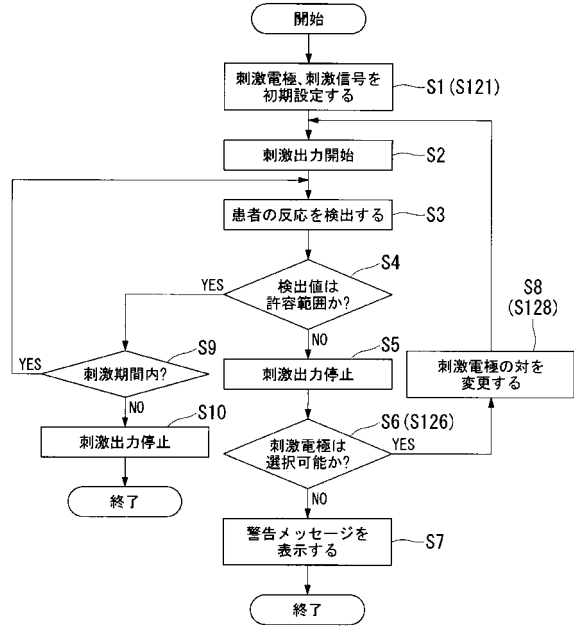 開始
刺激電極、刺激信号を
初期設定する
S1(S121)
刺激出力開始
S2
患者の反応を検出する
S3
検出値は
許容範囲か?
S4
YES
NO
刺激期間内?
S9
YES
NO
刺激出力停止
S10
終了
刺激出力停止
S5
刺激電極は
選択可能か?
S6(S126)
YES
NO
刺激電極の対を
変更する
S8
(S128)
警告メッセージを
表示する
S7
終了